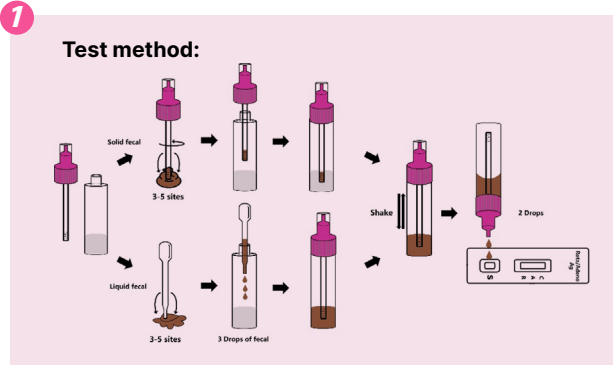 1
Test method:
Solid fecal
3-5 sites
Shake
2 Drops
Liquid fecal
3-5 sites
3 Drops of fecal
S
C
A
R
Rota/Adeno
Ag